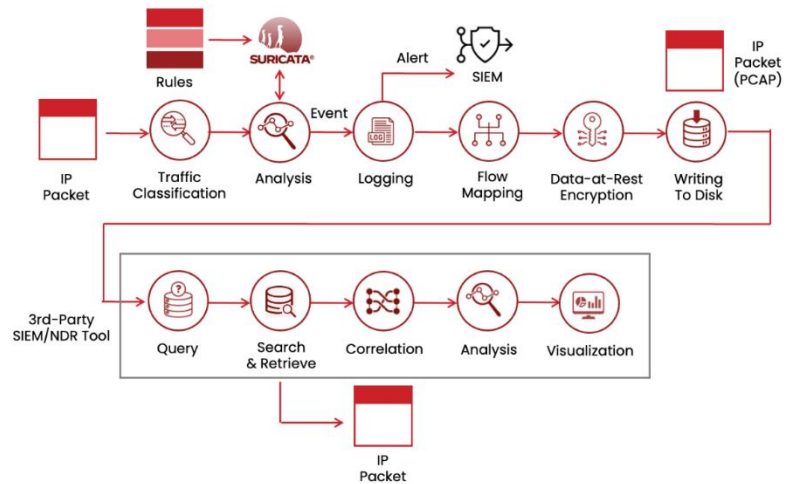 Rules
SURICATA®
Alert
SIEM
IP
Packet
(PCAP)
IP
Packet
Traffic
Classification
Analysis
Event
LOG
Logging
Flow
Mapping
Data-at-Rest
Encryption
Writing
To Disk
3rd-Party
SIEM/NDR Tool
?
Query
Search
& Retrieve
Correlation
Analysis
Visualization
IP
Packet